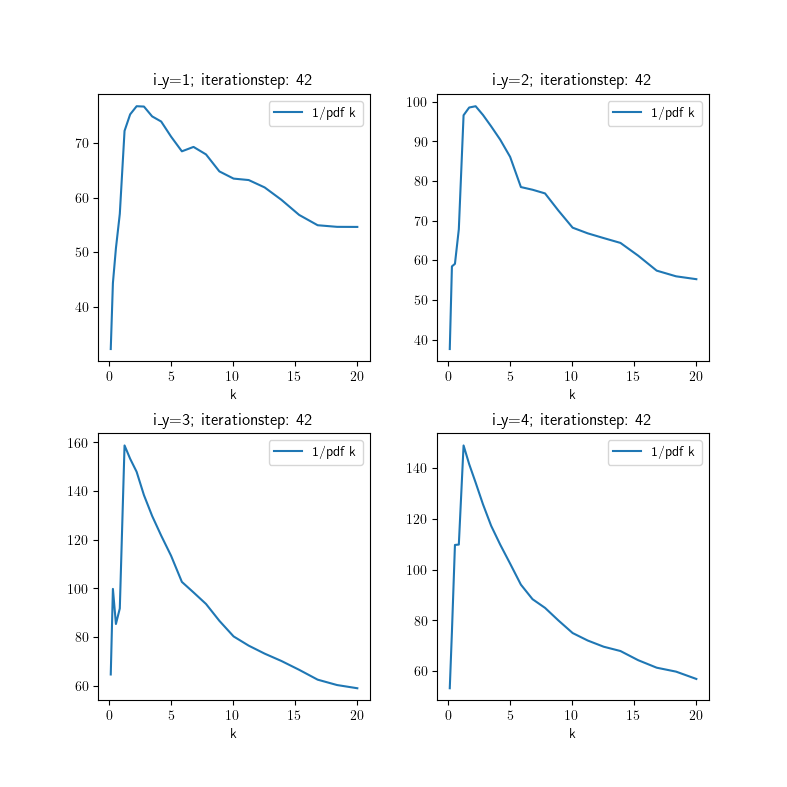 i_y=1; iterationstep: 42
1/pdf k
70
60
50
40
0 5 10 15 20
k
i_y=2; iterationstep: 42
1/pdf k
100
90
80
70
60
50
40
0 5 10 15 20
k
i_y=3; iterationstep: 42
1/pdf k
160
140
120
100
80
60
0 5 10 15 20
k
i_y=4; iterationstep: 42
1/pdf k
140
120
100
80
60
0 5 10 15 20
k